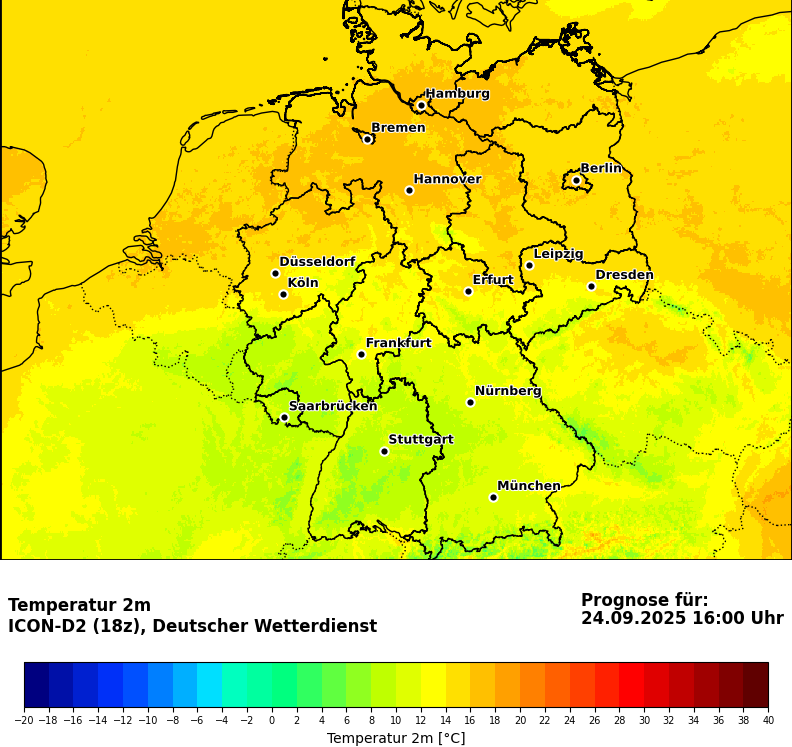 Hamburg
Bremen
Berlin
Hannover
Leipzig
Düsseldorf
Dresden
Köln
Erfurt
Frankfurt
Nürnberg
Saarbrücken
Stuttgart
München
Temperatur 2m
ICON-D2 (18z), Deutscher Wetterdienst
Prognose für:
24.09.2025 16:00 Uhr
−20 −18 −16 −14 −12 −10 −8 −6 −4 −2 0 2 4 6 8 10 12 14 16 18 20 22 24 26 28 30 32 34 36 38 40
Temperatur 2m [°C]